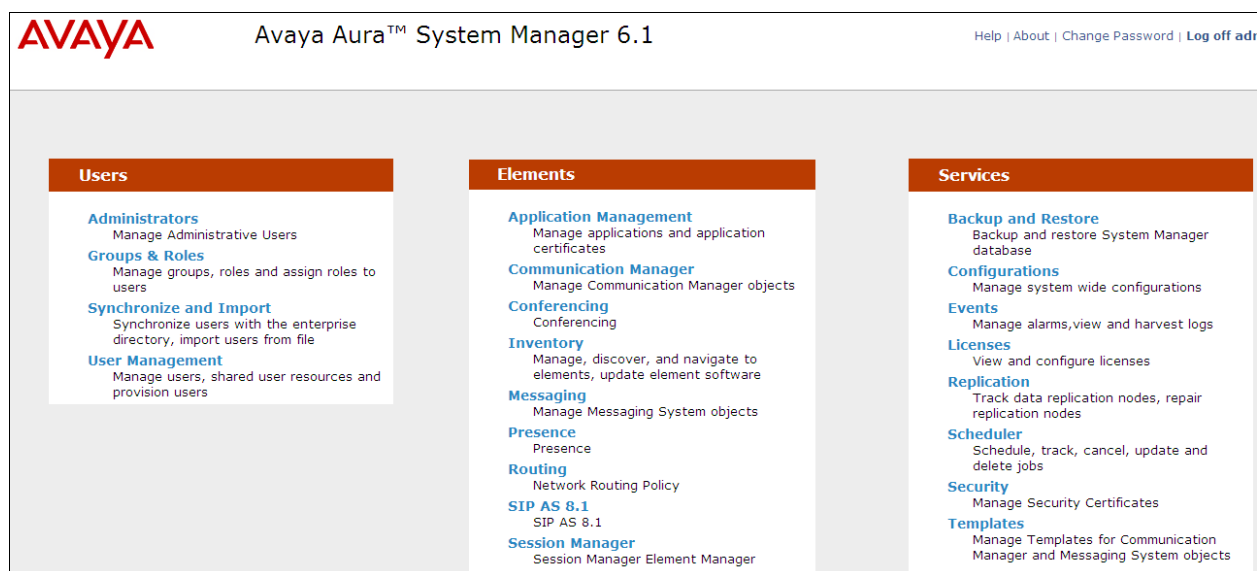 AVAYA
Avaya Aura™ System Manager 6.1
Help | About | Change Password | Log off adm
Users
Administrators
Manage Administrative Users
Groups & Roles
Manage groups, roles and assign roles to
users
Synchronize and Import
Synchronize users with the enterprise
directory, import users from file
User Management
Manage users, shared user resources and
provision users
Elements
Application Management
Manage applications and application
certificates
Communication Manager
Manage Communication Manager objects
Conferencing
Conferencing
Inventory
Manage, discover, and navigate to
elements, update element software
Messaging
Manage Messaging System objects
Presence
Presence
Routing
Network Routing Policy
SIP AS 8.1
SIP AS 8.1
Session Manager
Session Manager Element Manager
Services
Backup and Restore
Backup and restore System Manager
database
Configurations
Manage system wide configurations
Events
Manage alarms,view and harvest logs
Licenses
View and configure licenses
Replication
Track data replication nodes, repair
replication nodes
Scheduler
Schedule, track, cancel, update and
delete jobs
Security
Manage Security Certificates
Templates
Manage Templates for Communication
Manager and Messaging System objects